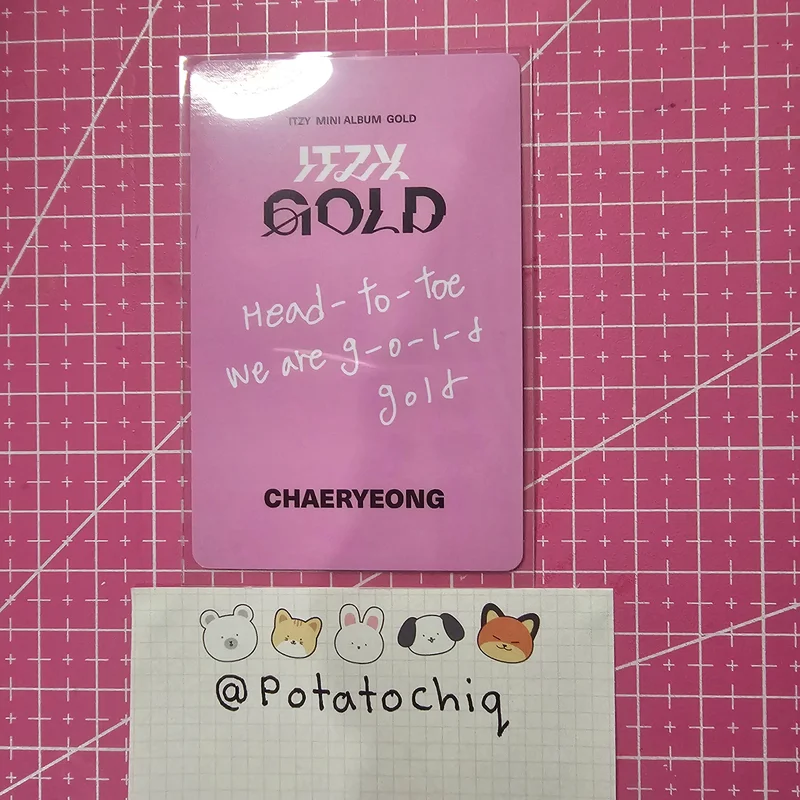 ITZY MINI ALBUM GOLD
ITZY
GOLD
Head-to-toe
we are g-o-l-d
gold
CHAERYEONG
@Potatochiq